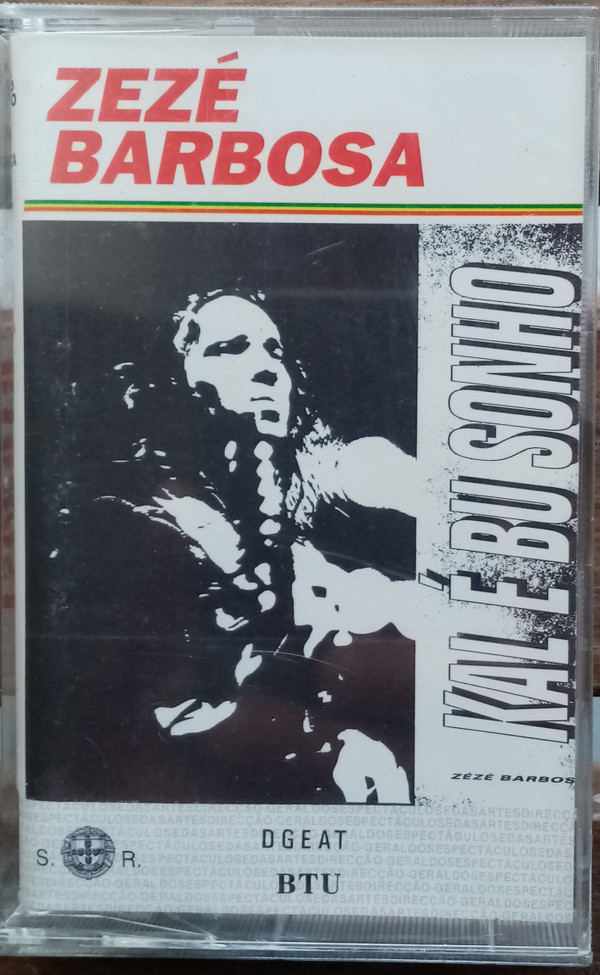 ZEZÉ
BARBOSA
KAL É BU SONHO
ZÉZÉ BARBOS
S. R.
DGEAT
BTU